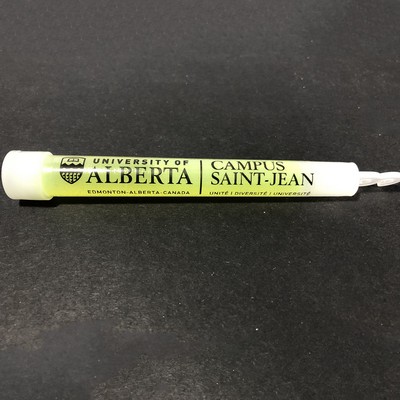 UNIVERSITY OF
ALBERTA
EDMONTON-ALBERTA-CANADA
CAMPUS
SAINT-JEAN
UNITÉ | DIVERSITÉ | UNIVERSITÉ